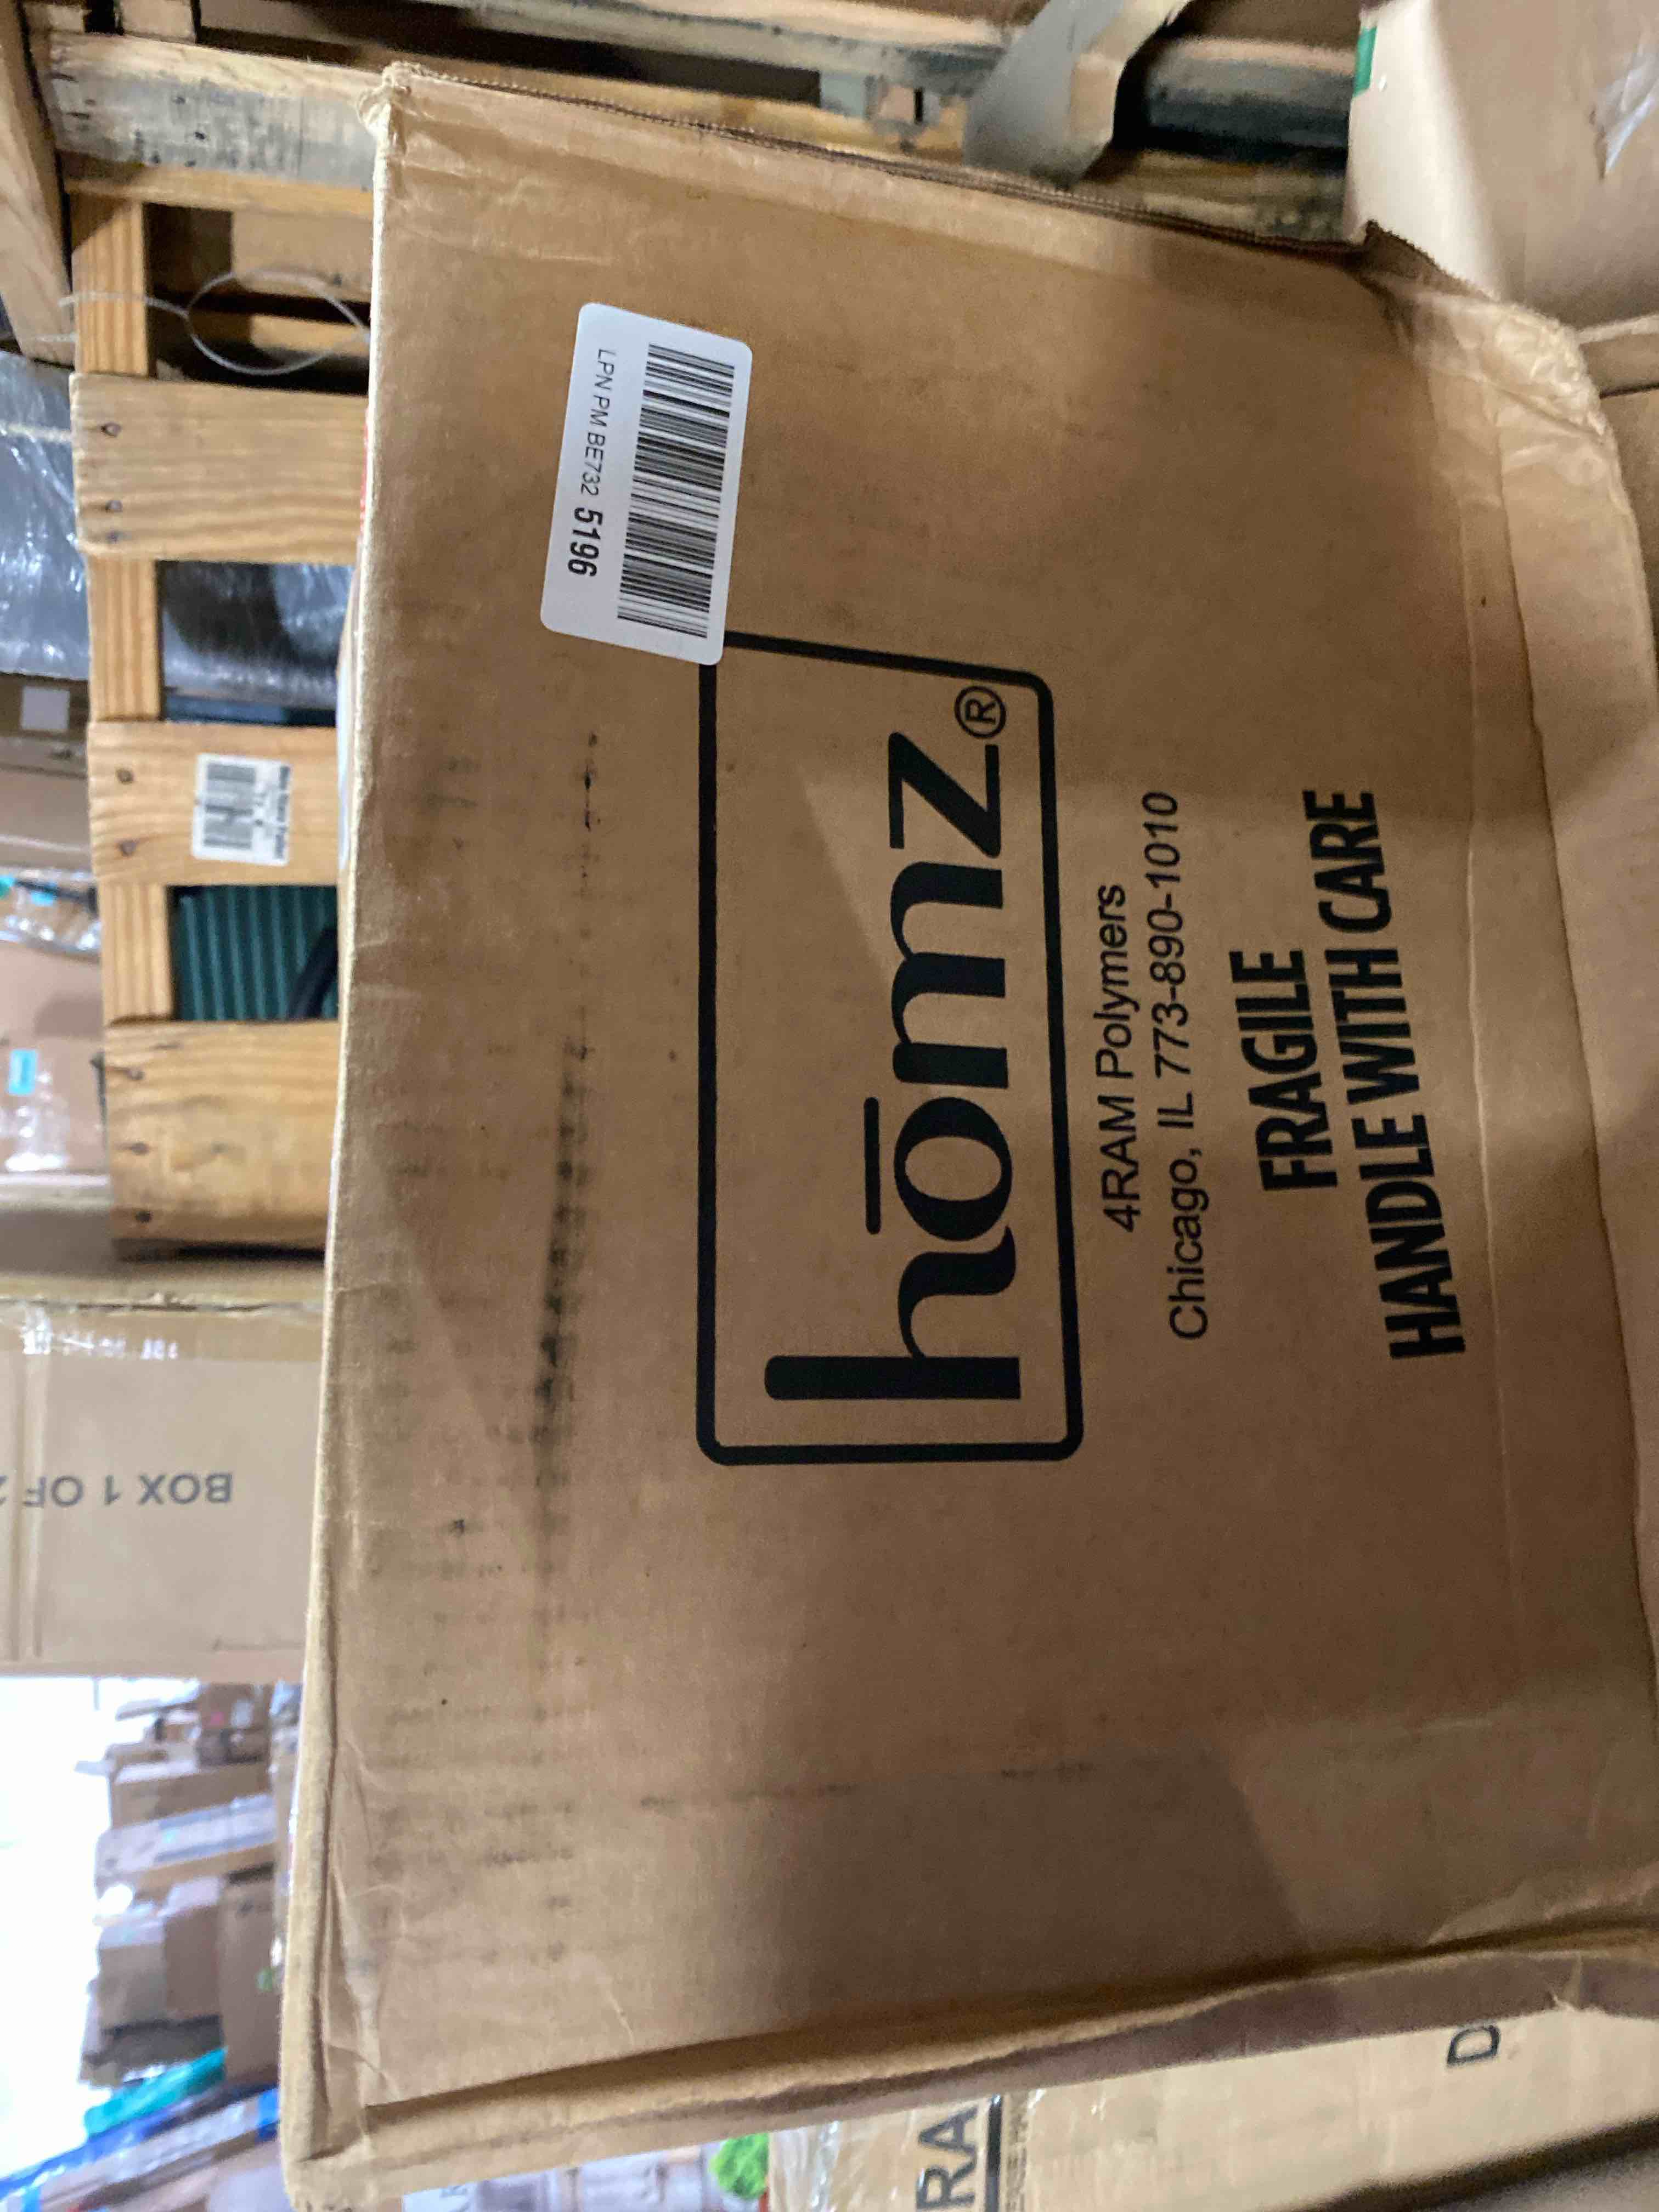 LPN PM BE732 5196
hōmz®
4RAM Polymers
Chicago, IL 773-890-1010
FRAGILE
HANDLE WITH CARE
BOX 1 OF
RA
D